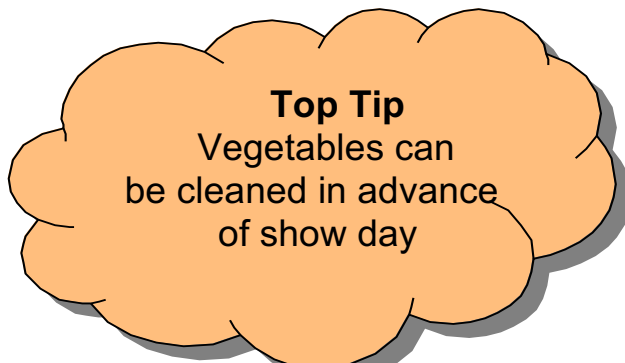 Top Tip
Vegetables can
be cleaned in advance
of show day